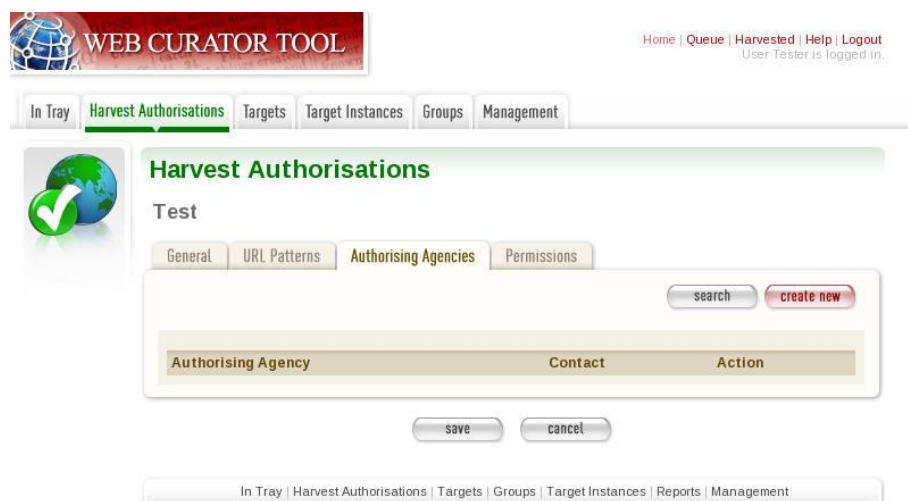 WEB CURATOR TOOL
Home | Queue | Harvested | Help | Logout
User Tester is logged in.
In Tray Harvest Authorisations Targets Target Instances Groups Management
Harvest Authorisations
Test
General URL Patterns Authorising Agencies Permissions
search create new
Authorising Agency Contact Action
save cancel
In Tray | Harvest Authorisations | Targets | Groups | Target Instances | Reports | Management